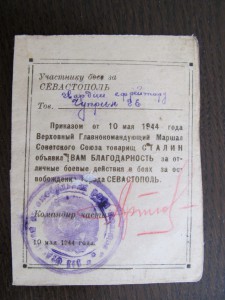 Участнику боев за
СЕВАСТОПОЛЬ
Тов.
Приказом от 10 мая 1944 года
Верховный Главнокомандующий Маршал
Советского Союза товарищ СТАЛИН
объявил ВАМ БЛАГОДАРНОСТЬ за от-
личные боевые действия в боях за ос-
вобождение города СЕВАСТОПОЛЬ.
Командир части
10 мая 1944 года.